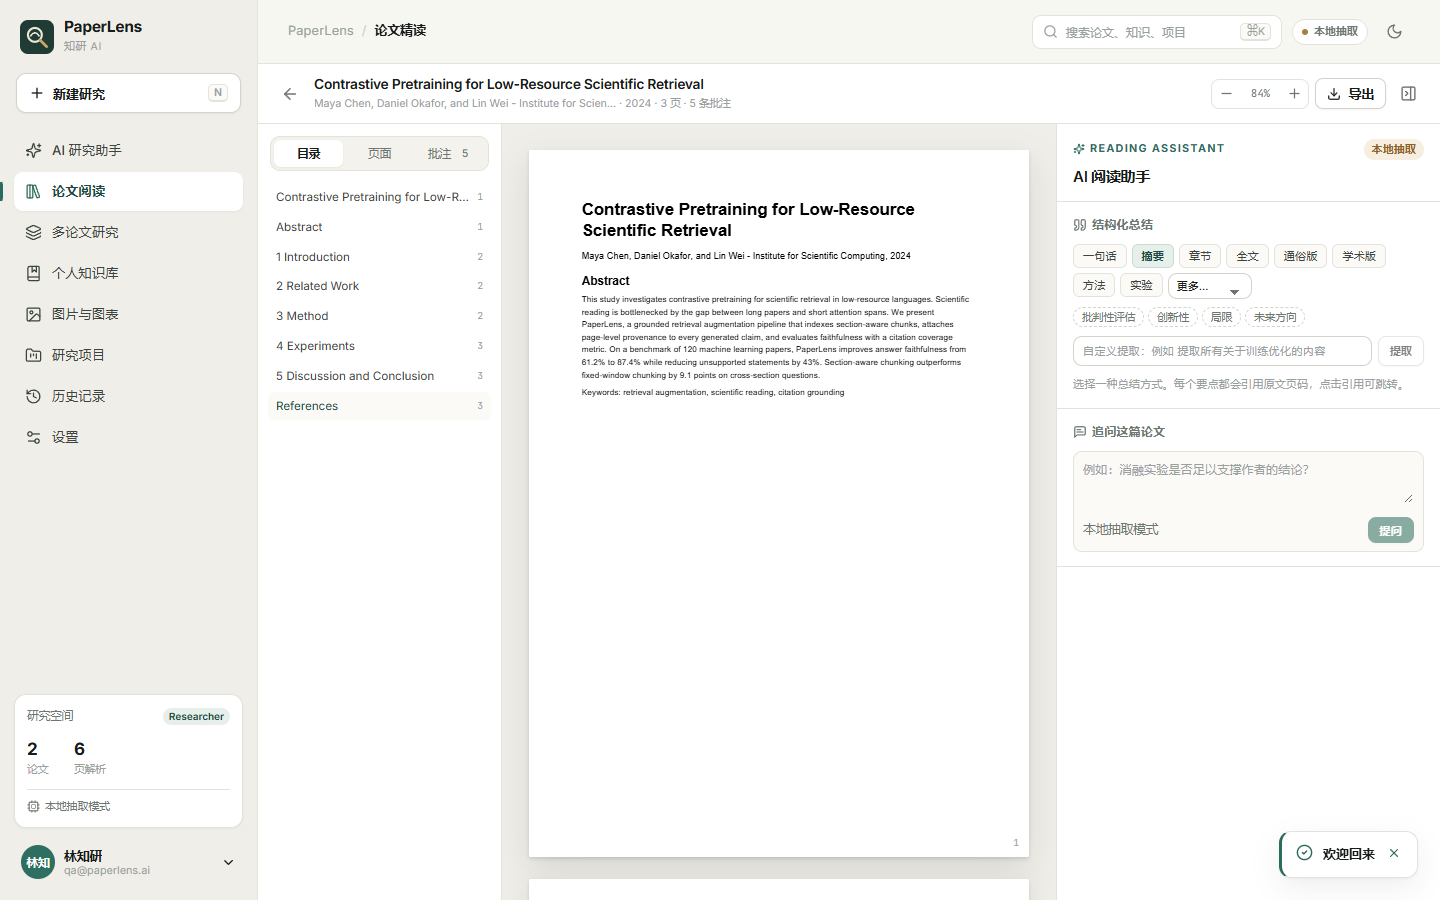 PaperLens
知研 AI
新建研究
N
AI 研究助手
论文阅读
多论文研究
个人知识库
图片与图表
研究项目
历史记录
设置
研究空间
Researcher
2
6
论文
页解析
本地抽取模式
林知
林知研
qa@paperlens.ai
PaperLens / 论文精读
搜索论文、知识、项目
⌘K
本地抽取
Contrastive Pretraining for Low-Resource Scientific Retrieval
Maya Chen, Daniel Okafor, and Lin Wei - Institute for Scien... · 2024 · 3 页 · 5 条批注
84%
导出
目录
页面
批注 5
Contrastive Pretraining for Low-R... 1
Abstract 1
1 Introduction 2
2 Related Work 2
3 Method 2
4 Experiments 3
5 Discussion and Conclusion 3
References 3
Contrastive Pretraining for Low-Resource
Scientific Retrieval
Maya Chen, Daniel Okafor, and Lin Wei - Institute for Scientific Computing, 2024
Abstract
This study investigates contrastive pretraining for scientific retrieval in low-resource languages. Scientific
reading is bottlenecked by the gap between long papers and short attention spans. We present
PaperLens, a grounded retrieval augmentation pipeline that indexes section-aware chunks, attaches
page-level provenance to every generated claim, and evaluates faithfulness with a citation coverage
metric. On a benchmark of 120 machine learning papers, PaperLens improves answer faithfulness from
61.2% to 87.4% while reducing unsupported statements by 43%. Section-aware chunking outperforms
fixed-window chunking by 9.1 points on cross-section questions.
Keywords: retrieval augmentation, scientific reading, citation grounding
1
READING ASSISTANT
本地抽取
AI 阅读助手
结构化总结
一句话
摘要
章节
全文
通俗版
学术版
方法
实验
更多...
批判性评估
创新性
局限
未来方向
自定义提取：例如 提取所有关于训练优化的内容
提取
选择一种总结方式。每个要点都会引用原文页码，点击引用可跳转。
追问这篇论文
例如：消融实验是否足以支撑作者的结论？
本地抽取模式
提问
欢迎回来